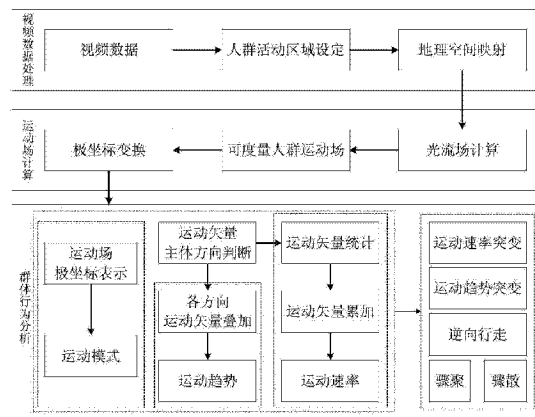 视频数据处理
视频数据
人群活动区域设定
地理空间映射
运动场计算
极坐标变换
可度量人群运动场
光流场计算
群体行为分析
运动场
极坐标表示
运动模式
运动矢量
主体方向判断
各方向
运动矢量叠加
运动趋势
运动矢量统计
运动矢量累加
运动速率
运动速率突变
运动趋势突变
逆向行走
骤聚
骤散